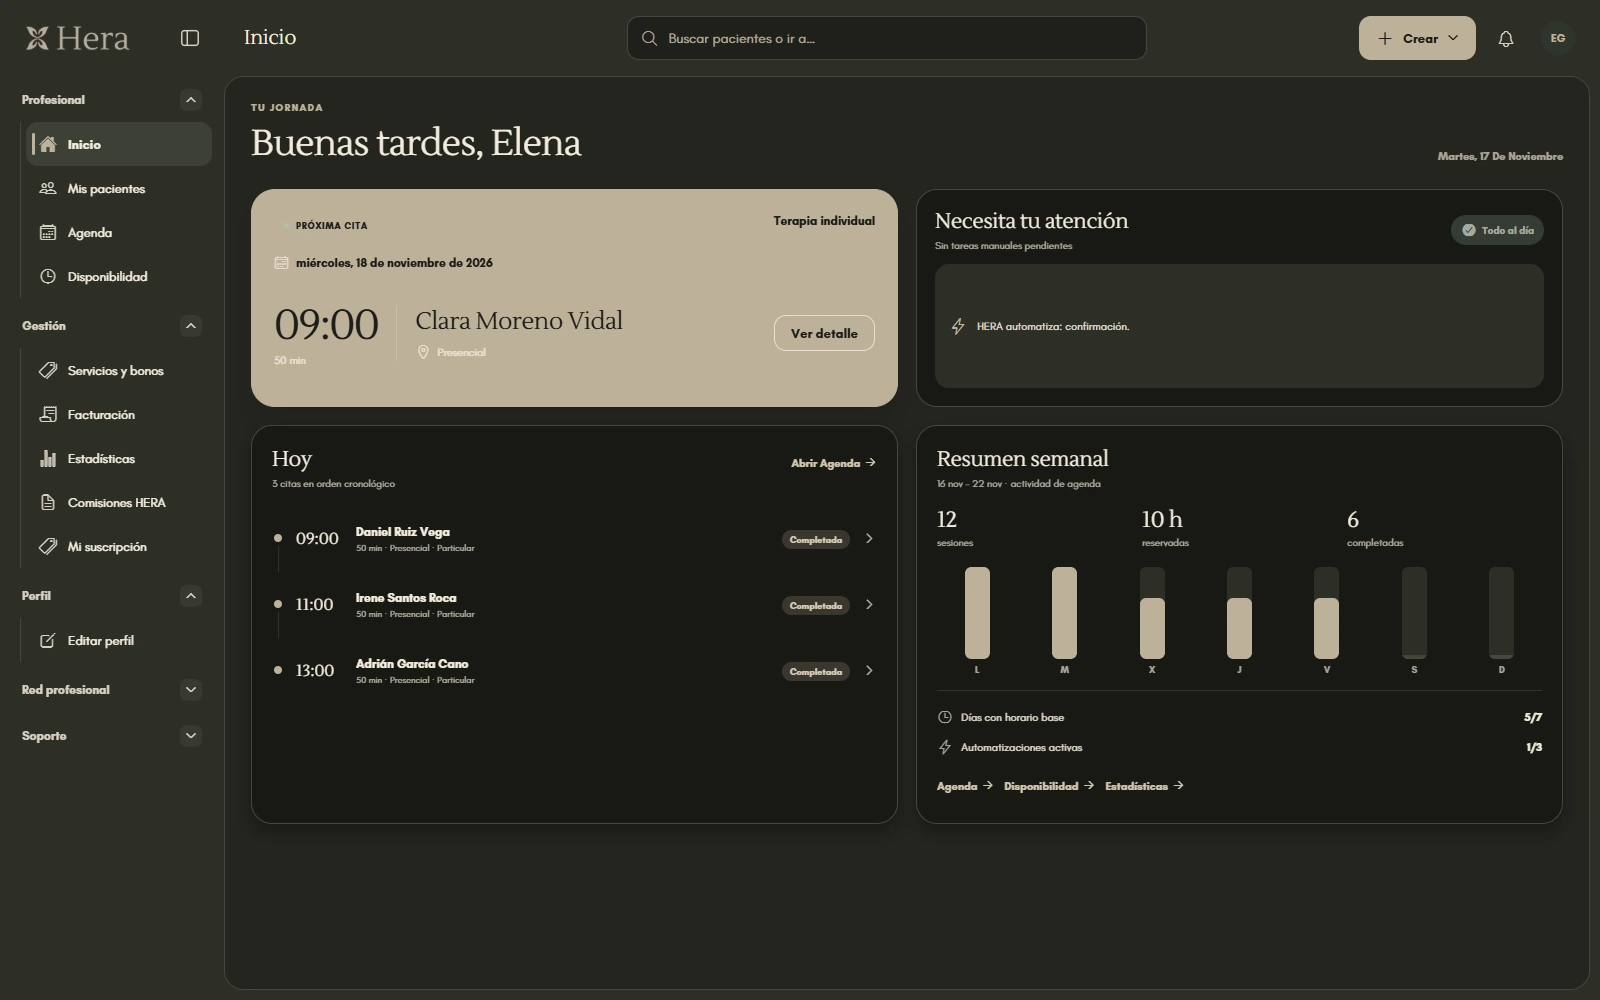 Hera
Inicio
Buscar pacientes o ir a...
Crear
EG
Profesional
Inicio
Mis pacientes
Agenda
Disponibilidad
Gestión
Servicios y bonos
Facturación
Estadísticas
Comisiones HERA
Mi suscripción
Perfil
Editar perfil
Red profesional
Soporte
TU JORNADA
Buenas tardes, Elena
Martes, 17 De Noviembre
PRÓXIMA CITA
Terapia individual
miércoles, 18 de noviembre de 2026
09:00
50 min
Clara Moreno Vidal
Presencial
Ver detalle
Necesita tu atención
Sin tareas manuales pendientes
Todo al día
HERA automatiza: confirmación.
Hoy
3 citas en orden cronológico
Abrir Agenda →
09:00
Daniel Ruiz Vega
50 min · Presencial · Particular
Completada
11:00
Irene Santos Roca
50 min · Presencial · Particular
Completada
13:00
Adrián García Cano
50 min · Presencial · Particular
Completada
Resumen semanal
16 nov - 22 nov · actividad de agenda
12
sesiones
10 h
reservadas
6
completadas
L M X J V S D
Días con horario base 5/7
Automatizaciones activas 1/3
Agenda → Disponibilidad → Estadísticas →